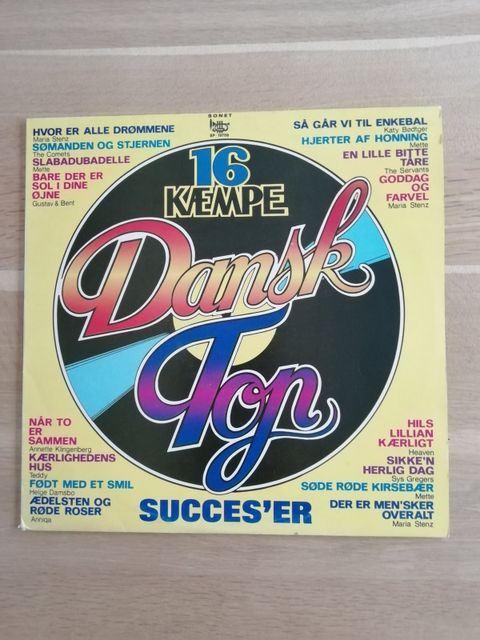 SONET
HVOR ER ALLE DRØMMENE
Maria Stenz
SØMANDEN OG STJERNEN
The Comets
SLABADUBADELLE
Mette
BARE DER ER
SOL I DINE
ØJNE
Gustav & Bent
SÅ GÅR VI TIL ENKEBAL
Katy Bødtger
HJERTER AF HONNING
Mette
EN LILLE BITTE
TÅRE
The Servants
GODDAG
OG
FARVEL
Maria Stenz
16
KÆMPE
Dansk
Top
SUCCES'ER
NÅR TO
ER
SAMMEN
Annette Klingenberg
KÆRLIGHEDENS
HUS
Teddy
FØDT MED ET SMIL
Helge Damsbo
ÆDELSTEN OG
RØDE ROSER
Anniqa
HILS
LILLIAN
KÆRLIGT
Heaven
SIKKE'N
HERLIG DAG
Sys Gregers
SØDE RØDE KIRSEBÆR
Mette
DER ER MEN'SKER
OVERALT
Maria Stenz